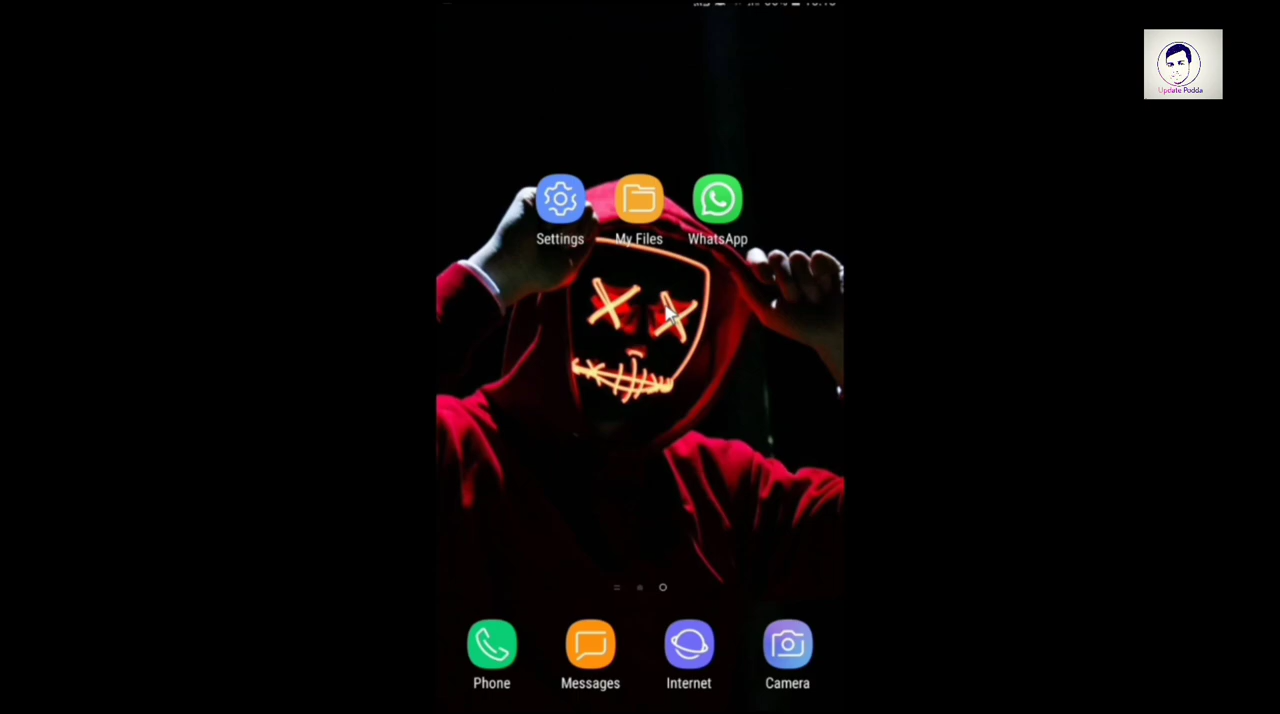 Update Podda
Settings
My Files
WhatsApp
Phone
Messages
Internet
Camera